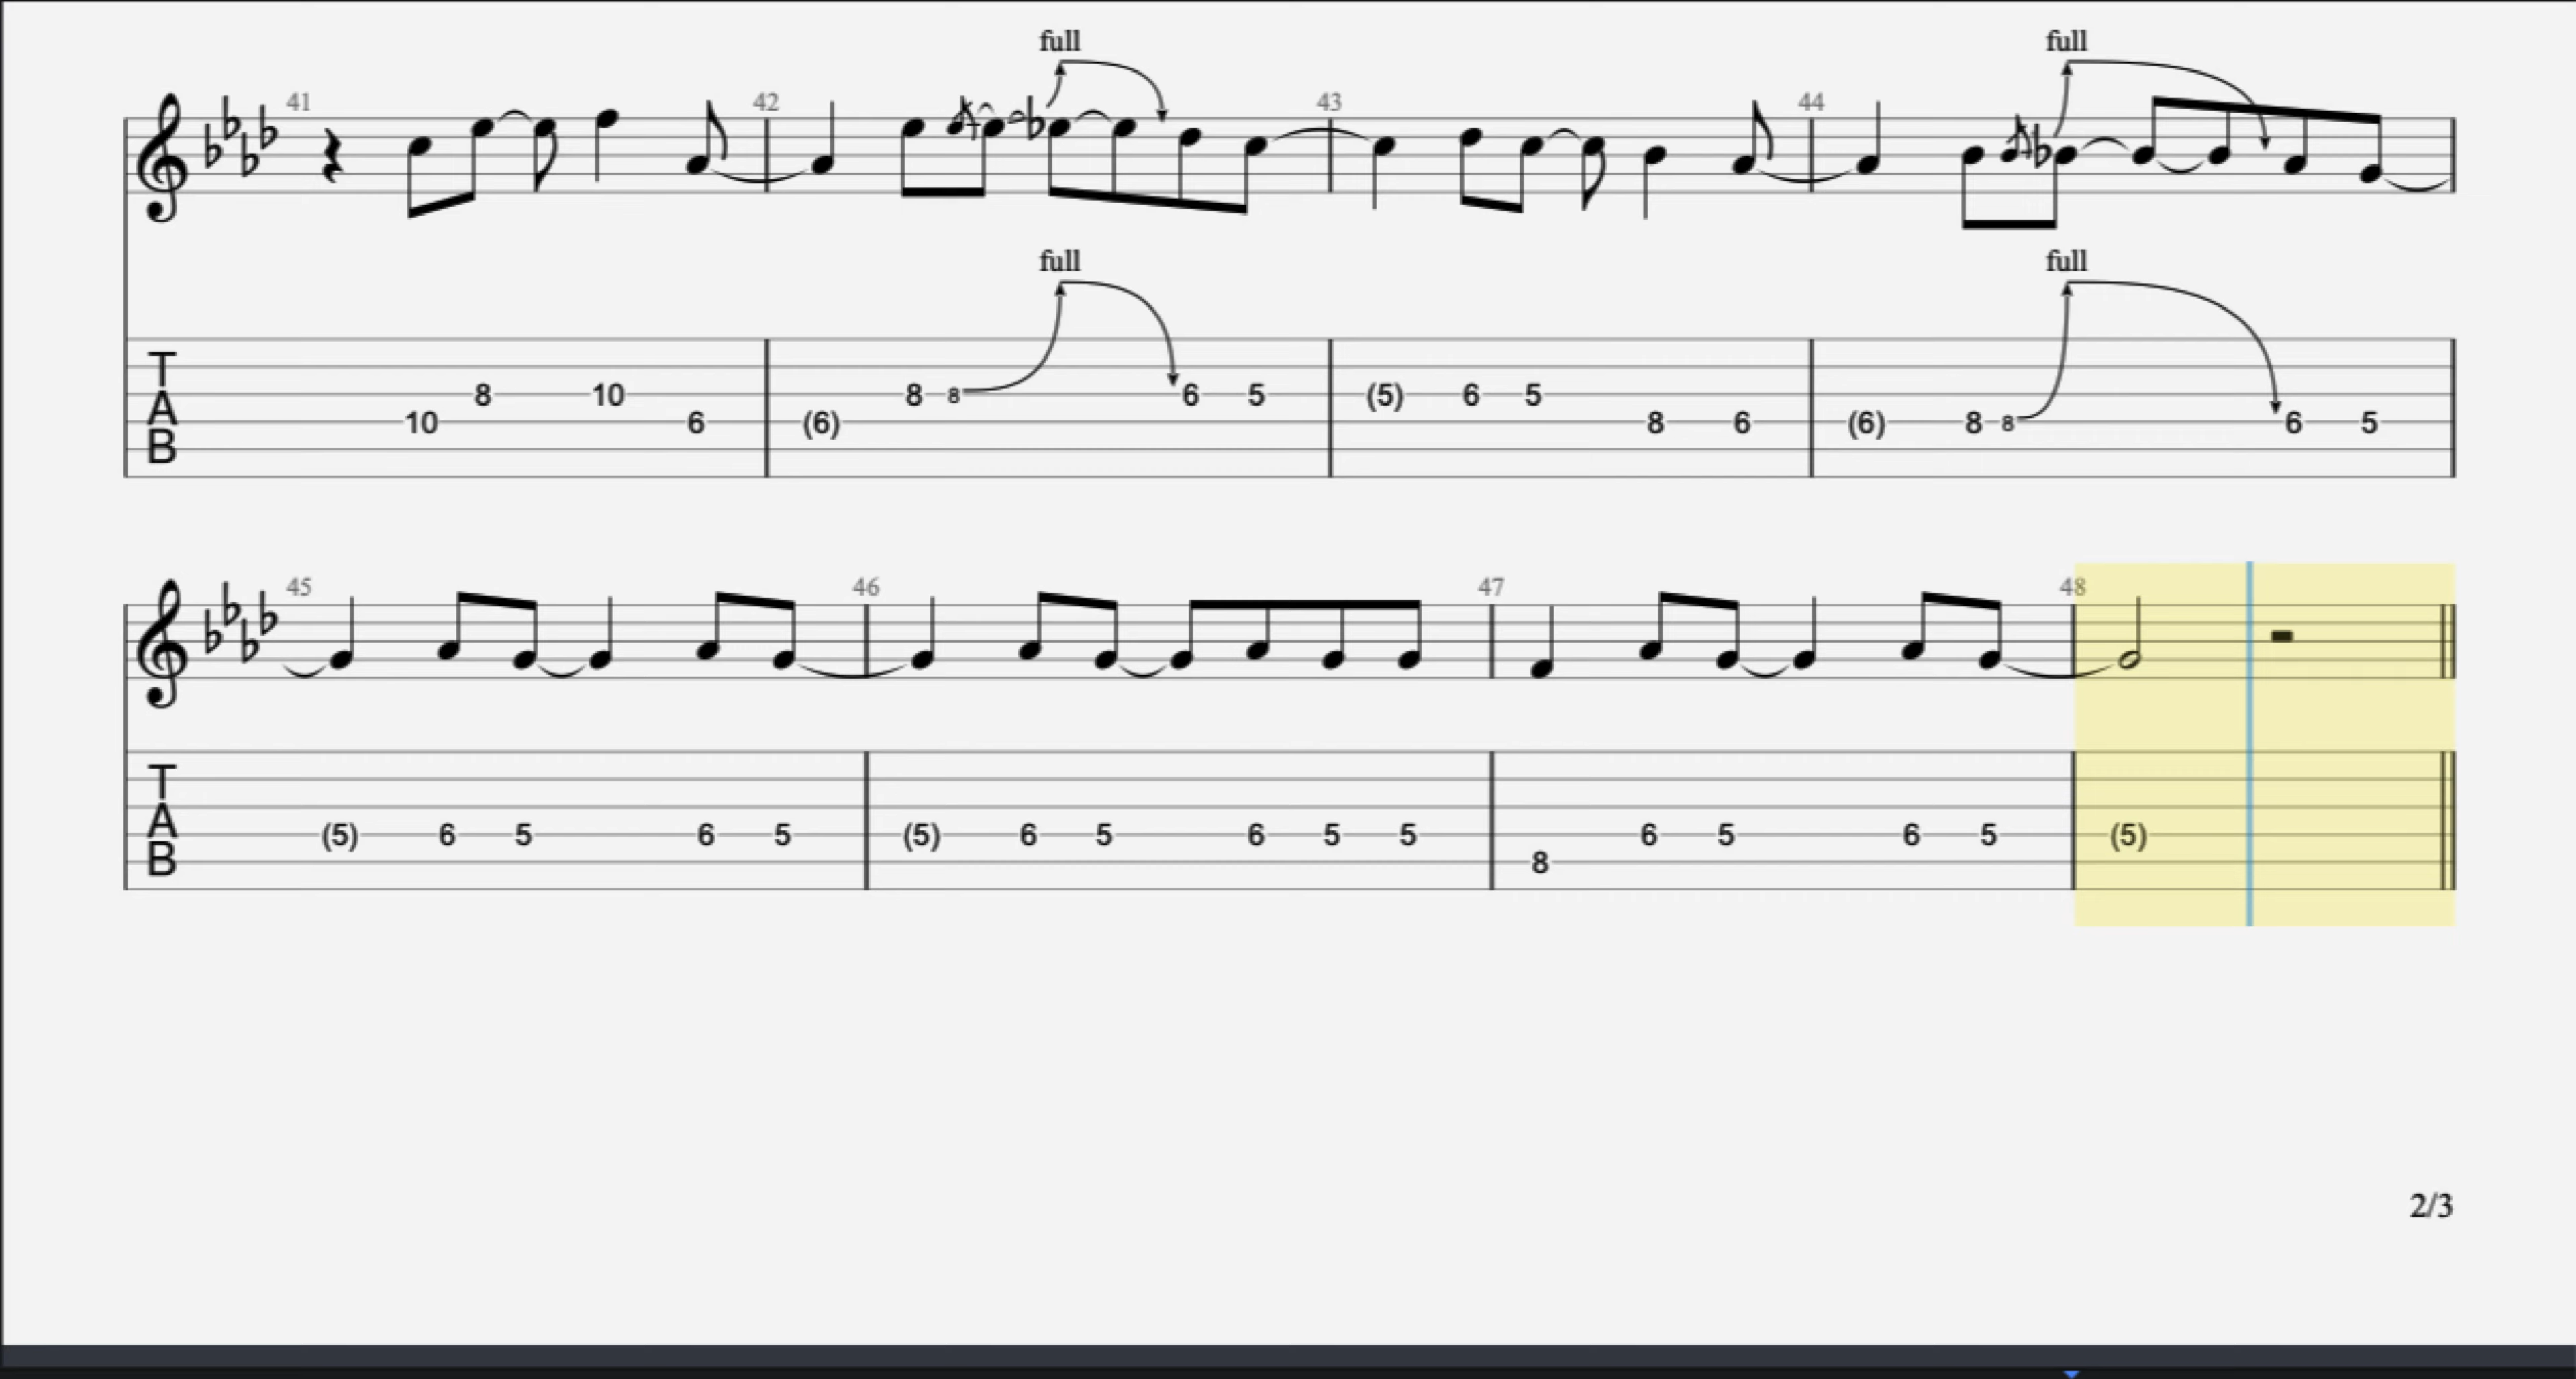 full full
41 42 43 44
full full
T
A
B
8 10 8 8 6 5 (5) 6 5
10 6 (6) 8 6 (6) 8 8 6 5
45 46 47 48
T
A
B
(5) 6 5 6 5 (5) 6 5 6 5 5 6 5 6 5 (5)
8
2/3